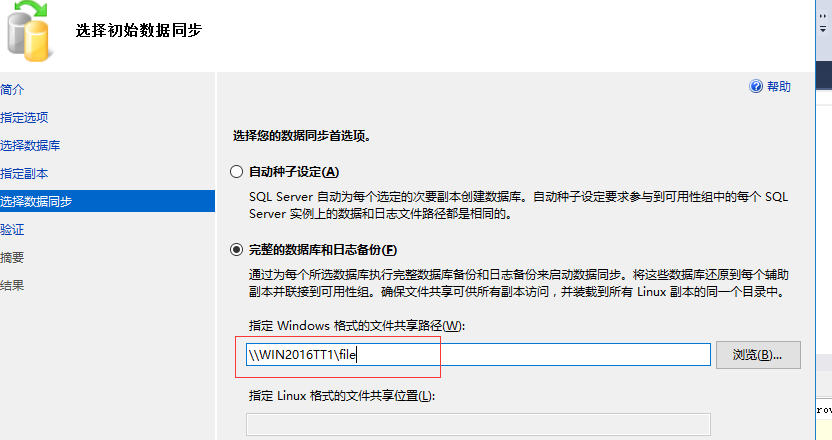 选择初始数据同步
帮助
简介
指定选项
选择数据库
指定副本
选择数据同步
验证
摘要
结果
选择您的数据同步首选项。
自动种子设定(A)
SQL Server 自动为每个选定的次要副本创建数据库。自动种子设定要求参与到可用性组中的每个 SQL
Server 实例上的数据和日志文件路径都是相同的。
完整的数据库和日志备份(F)
通过为每个所选数据库执行完整数据库备份和日志备份来启动数据同步。将这些数据库还原到每个辅助
副本并联接到可用性组。确保文件共享可供所有副本访问，并装载到所有 Linux 副本的同一个目录中。
指定 Windows 格式的文件共享路径(W):
\\WIN2016TT1\file
浏览(B)...
指定 Linux 格式的文件共享位置(L):